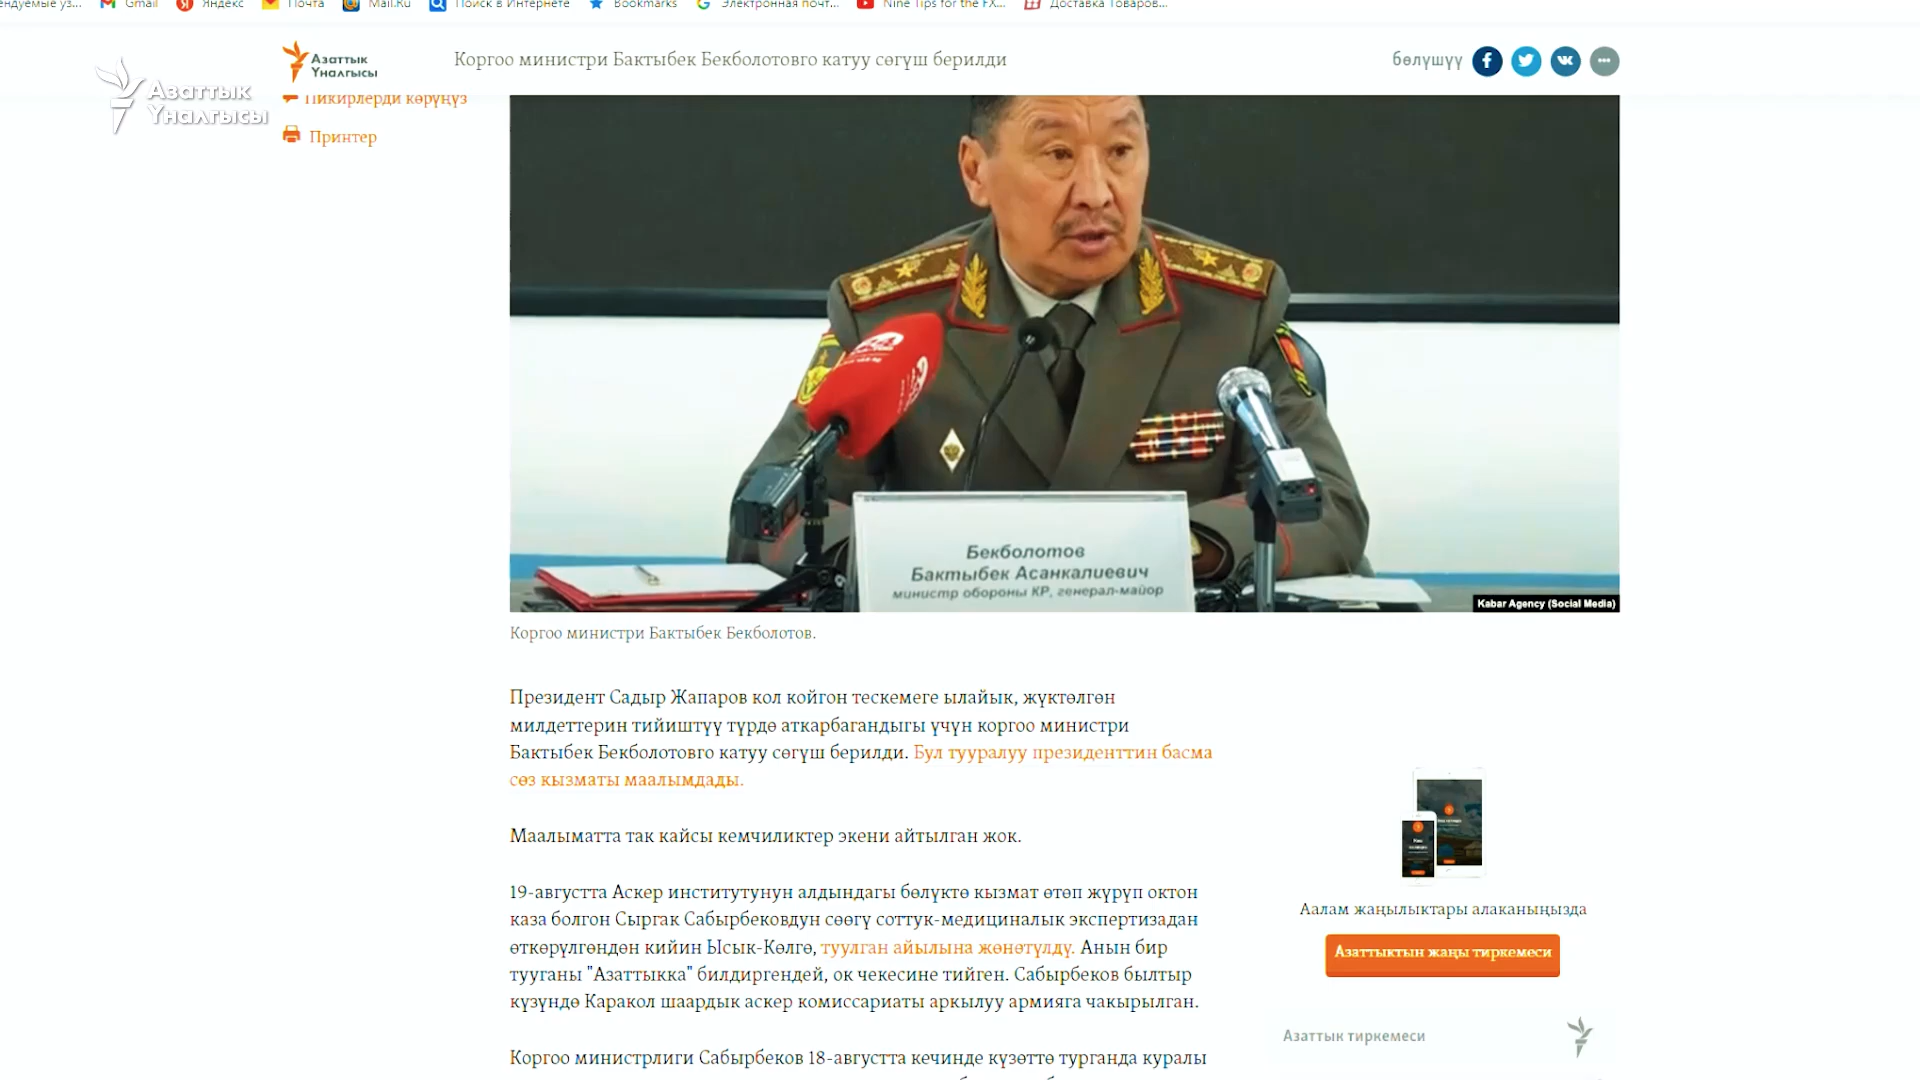 Gmail
Яндекс
Почта
Mail.Ru
Поиск в Интернете
Bookmarks
Электронная почт...
Nine Tips for the FX...
Доставка Товаров...
Азаттык
Үналгысы
Азаттык
Үналгысы
Коргоо министри Бактыбек Бекболотовго катуу сөгүш берилди
бөлүшүү
Пикирлерди көрүңүз
Принтер
Бекболотов
Бактыбек Асанкалиевич
министр обороны КР, генерал-майор
Kabar Agency (Social Media)
Коргоо министри Бактыбек Бекболотов.
Президент Садыр Жапаров кол койгон тескемеге ылайык, жүктөлгөн
милдеттерин тийиштүү түрдө аткарбагандыгы үчүн коргоо министри
Бактыбек Бекболотовго катуу сөгүш берилди. Бул тууралуу президенттин басма
сөз кызматы маалымдады.
Маалыматта так кайсы кемчиликтер экени айтылган жок.
19-августта Аскер институтунун алдындагы бөлүктө кызмат өтөп жүрүп октон
каза болгон Сыргак Сабырбековдун сөөгү соттук-медициналык экспертизадан
өткөрүлгөндөн кийин Ысык-Көлгө, туулган айылына жөнөтүлдү. Анын бир
тууганы "Азаттыкка" билдиргендей, ок чекесине тийген. Сабырбеков былтыр
күзүндө Каракол шаардык аскер комиссариаты аркылуу армияга чакырылган.
Коргоо министрлиги Сабырбеков 18-августта кечинде күзөттө турганда куралы
Аалам жаңылыктары алаканыңызда
Азаттыктын жаңы тиркемеси
Азаттык тиркемеси